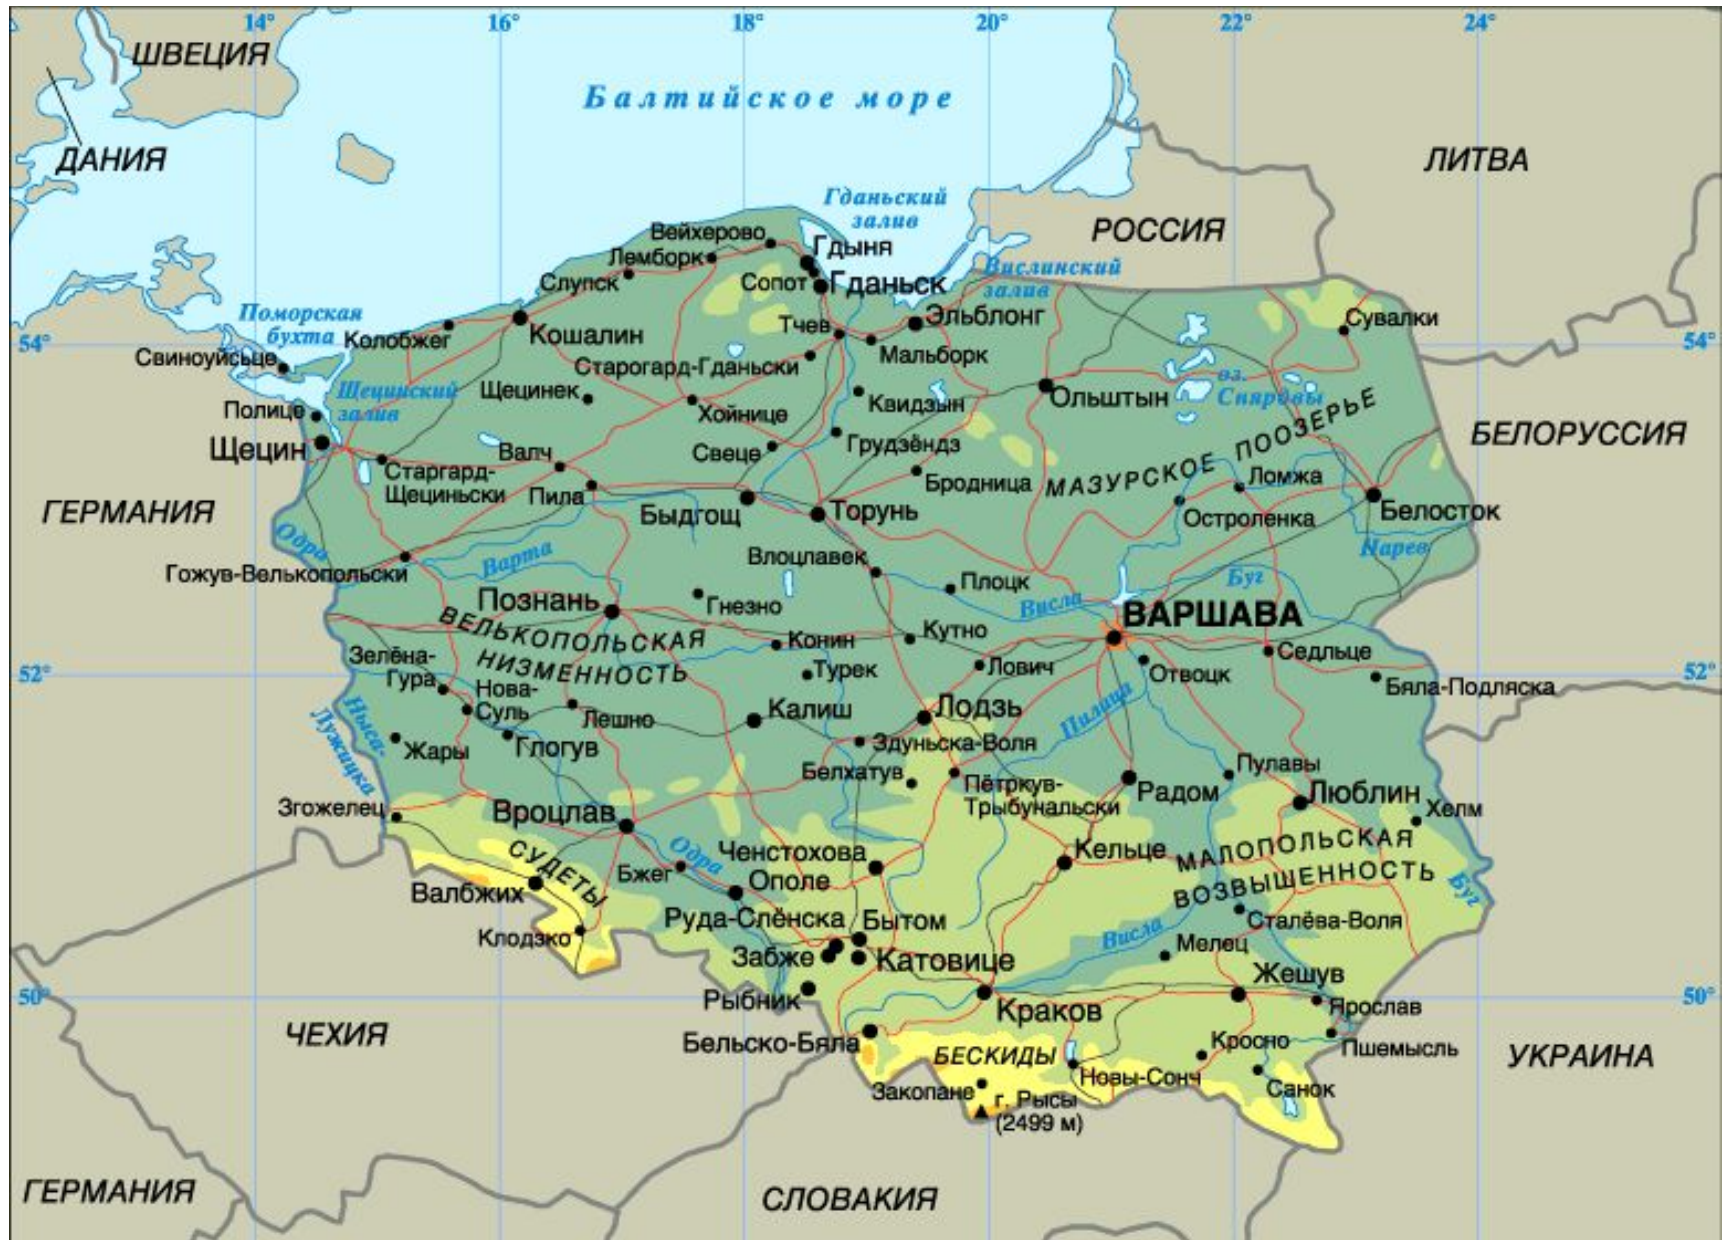 14°
16°
18°
20°
22°
24°
ШВЕЦИЯ
Балтийское море
ДАНИЯ
ЛИТВА
Гданьский
залив
РОССИЯ
Вейхерово
Гдыня
Лемборк
Слупск
Сопот
Гданьск
Вислинский
залив
Поморская
бухта
Колобжег
Кошалин
Тчев
Эльблонг
Сувалки
54°
54°
Свиноуйсьце
Старогард-Гданьски
Мальборк
Щецинский
залив
Щецинек
Хойнице
Квидзын
Ольштын
оз.
Снярдвы
Полице
Щецин
Старгард-
Щециньски
Валч
Свеце
Грудзёндз
МАЗУРСКОЕ ПООЗЕРЬЕ
БЕЛОРУССИЯ
Пила
Бродница
Ломжа
ГЕРМАНИЯ
Быдгощ
Торунь
Остроленка
Белосток
Одра
Варта
Влоцлавек
Нарев
Гожув-Велькопольски
Плоцк
Буг
Познань
Гнезно
Висла
ВАРШАВА
ВЕЛЬКОПОЛЬСКАЯ
НИЗМЕННОСТЬ
Конин
Кутно
Седльце
52°
52°
Зелёна-
Гура
Турек
Лович
Отвоцк
Бяла-Подляска
Нова-
Суль
Лешно
Калиш
Лодзь
Пилица
Ныса-
Лужицка
Жары
Глогув
Здуньска-Воля
Белхатув
Пётркув-
Трыбунальски
Радом
Пулавы
Люблин
Хелм
Згожелец
Вроцлав
СУДЕТЫ
Одра
Ченстохова
Кельце
МАЛОПОЛЬСКАЯ
ВОЗВЫШЕННОСТЬ
Буг
Валбжих
Бжег
Ополе
Руда-Слёнска
Бытом
Висла
Сталёва-Воля
Клодзко
Забже
Катовице
Мелец
50°
50°
Рыбник
Краков
Жешув
Ярослав
ЧЕХИЯ
Бельско-Бяла
БЕСКИДЫ
Кросно
Пшемысль
УКРАИНА
Закопане
Новы-Сонч
Санок
г. Рысы
(2499 м)
ГЕРМАНИЯ
СЛОВАКИЯ